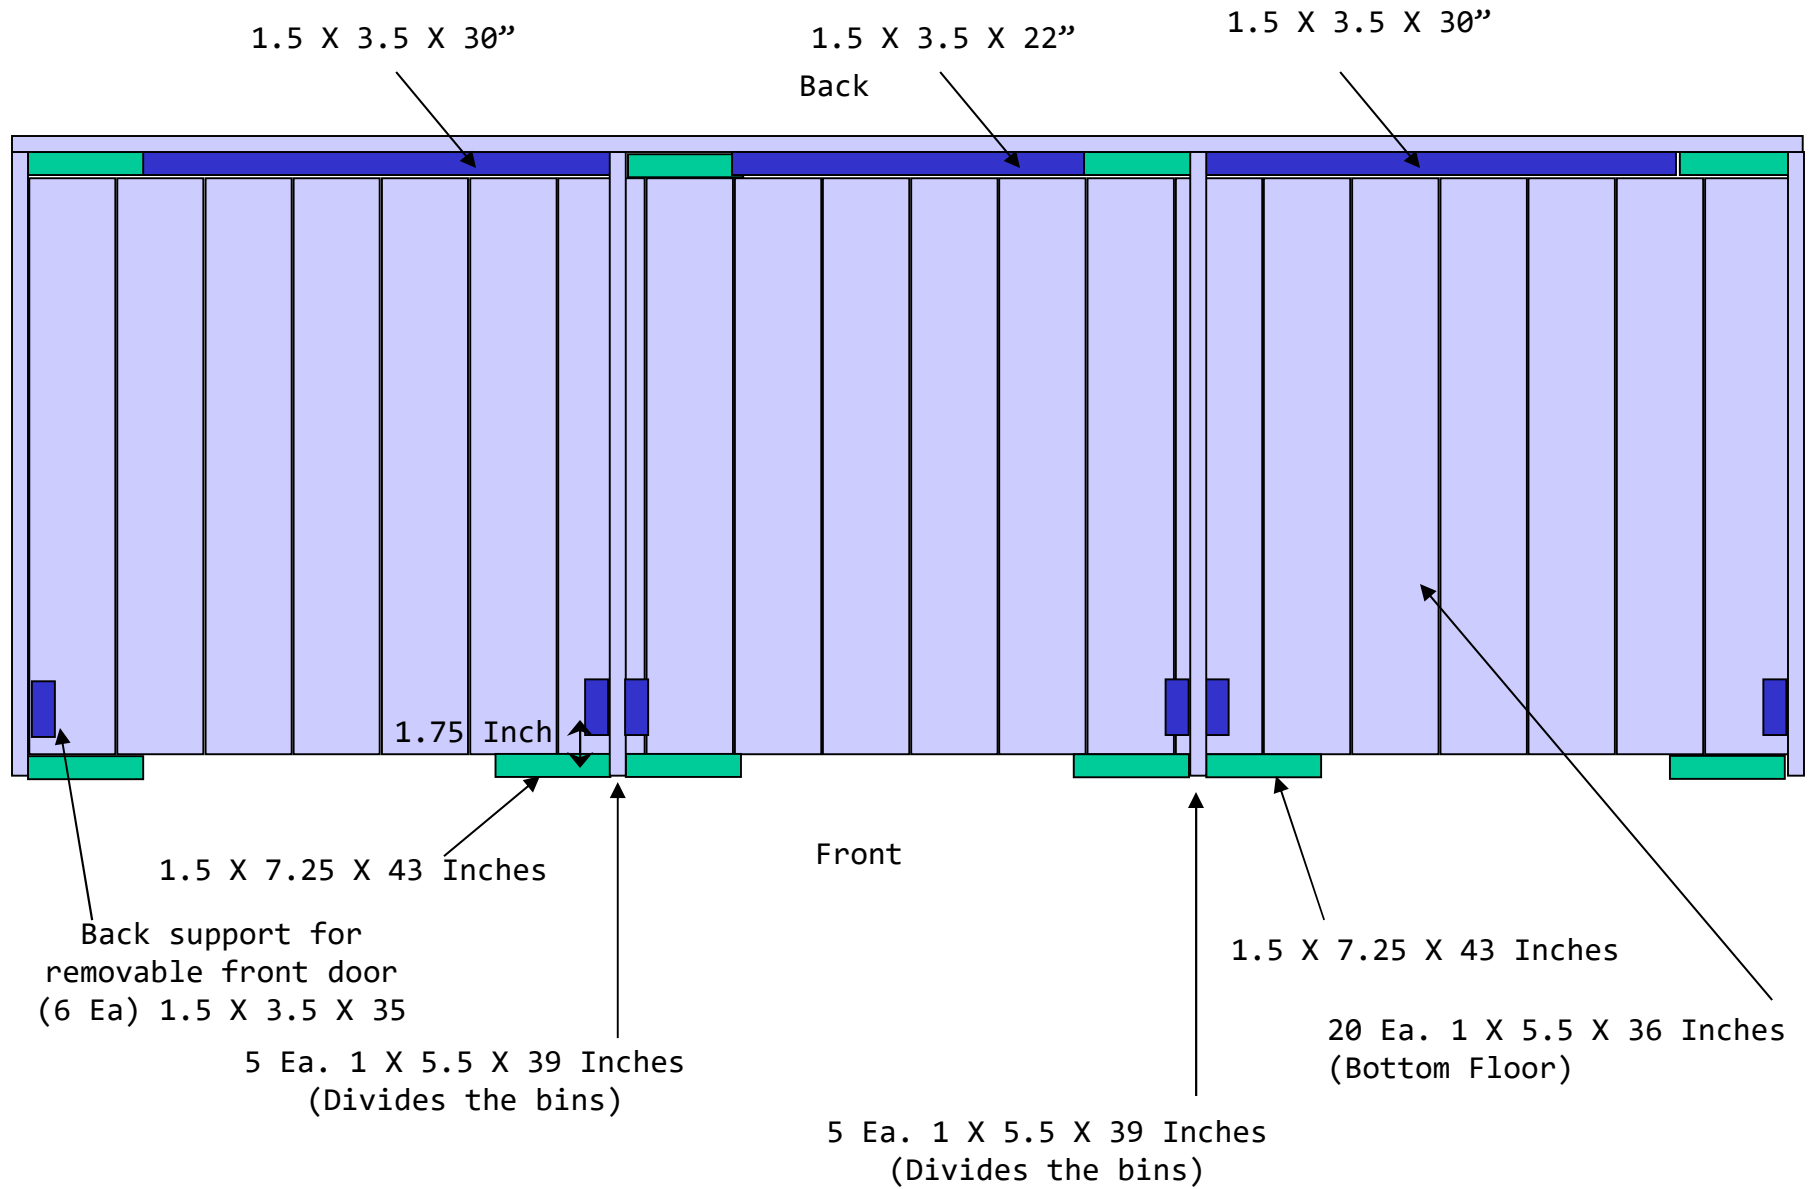 1.5 X 3.5 X 30”
1.5 X 3.5 X 22”
1.5 X 3.5 X 30”
Back
1.75 Inch
Front
1.5 X 7.25 X 43 Inches
Back support for
removable front door
(6 Ea) 1.5 X 3.5 X 35
5 Ea. 1 X 5.5 X 39 Inches
(Divides the bins)
1.5 X 7.25 X 43 Inches
20 Ea. 1 X 5.5 X 36 Inches
(Bottom Floor)
5 Ea. 1 X 5.5 X 39 Inches
(Divides the bins)